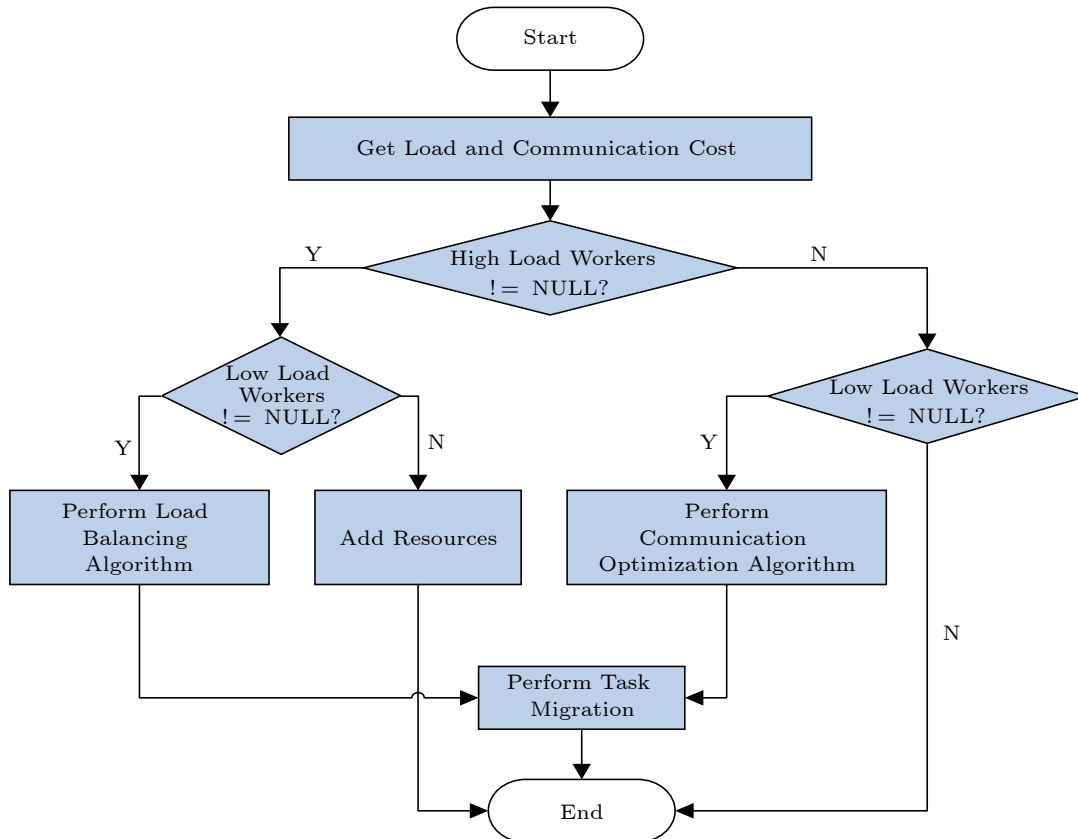 Start
Get Load and Communication Cost
High Load Workers
!= NULL?
Y
N
Low Load
Workers
!= NULL?
Low Load Workers
!= NULL?
Y
N
Y
Perform Load
Balancing
Algorithm
Add Resources
Perform
Communication
Optimization Algorithm
N
Perform Task
Migration
End